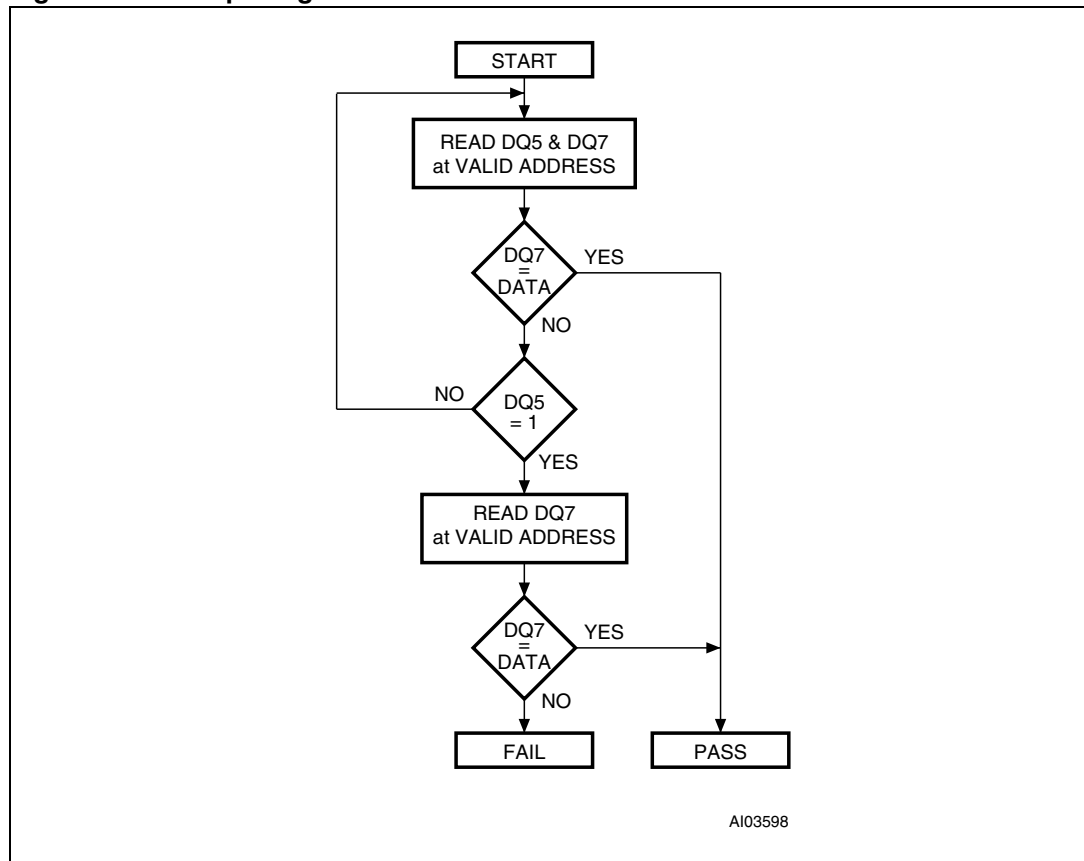 START
READ DQ5 & DQ7
at VALID ADDRESS
DQ7
=
DATA
YES
NO
DQ5
= 1
NO
YES
READ DQ7
at VALID ADDRESS
DQ7
=
DATA
YES
NO
FAIL
PASS
AI03598